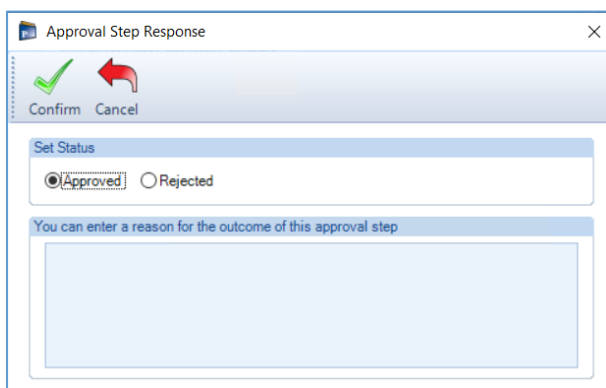 Approval Step Response
Confirm Cancel
Set Status
Approved Rejected
You can enter a reason for the outcome of this approval step